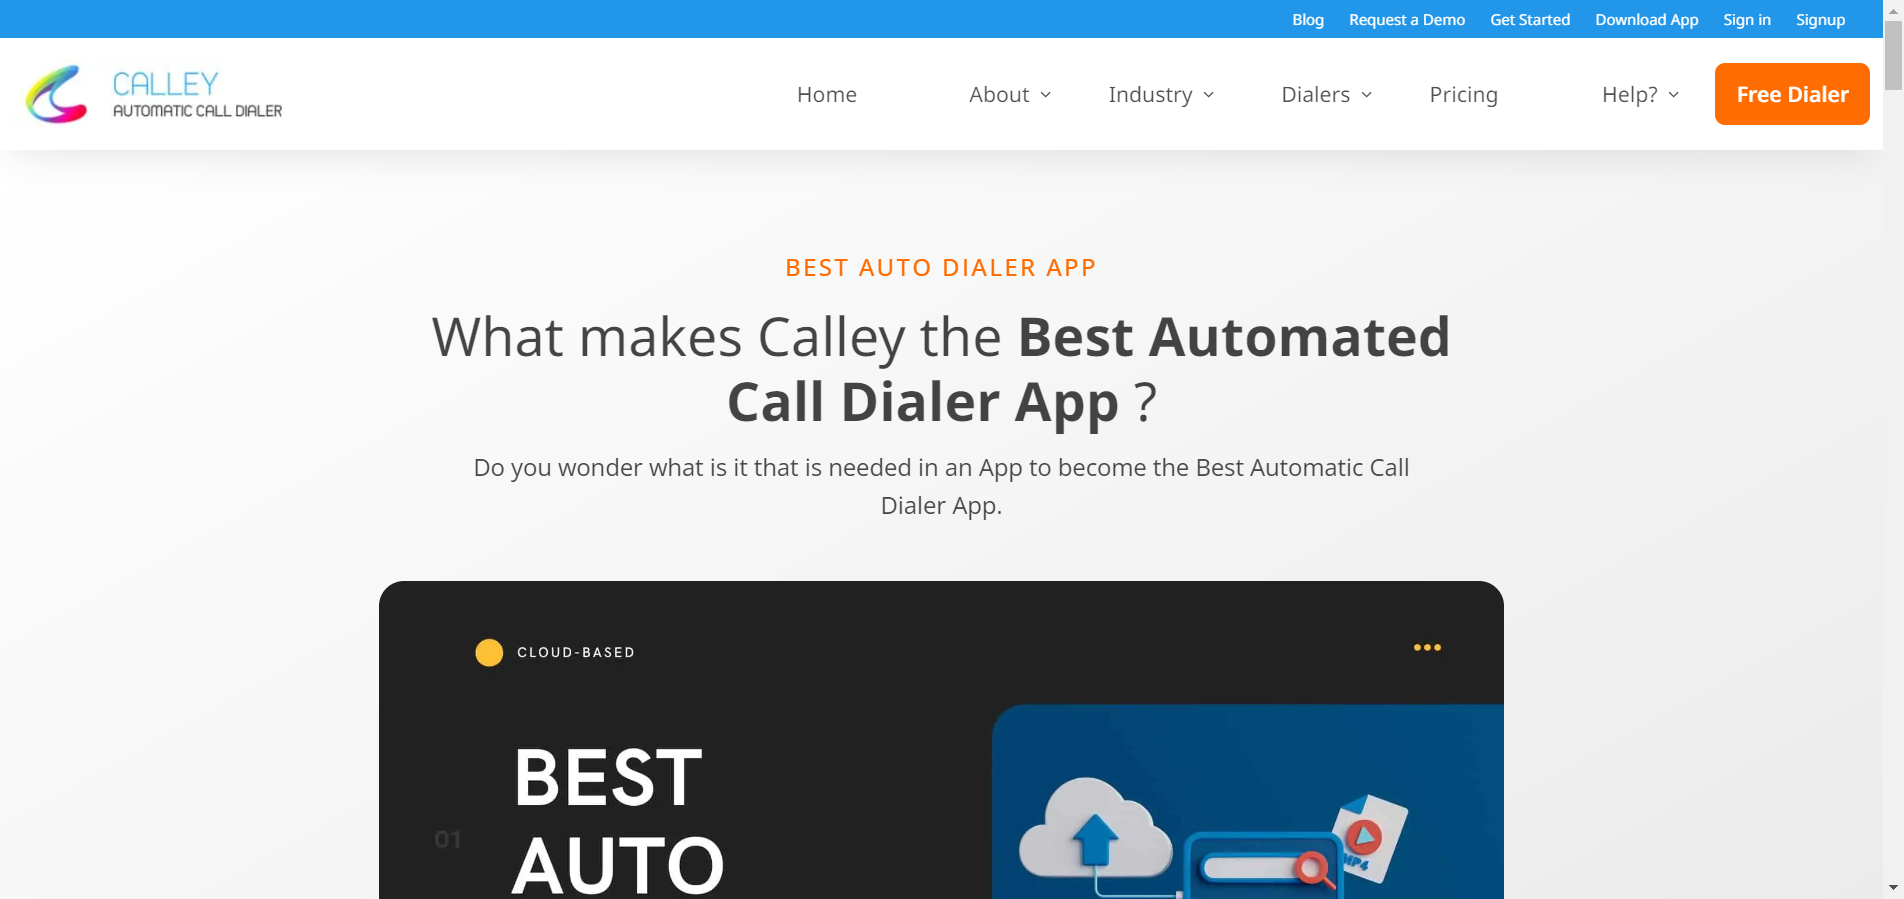 Blog Request a Demo Get Started Download App Sign in Signup
CALLEY
AUTOMATIC CALL DIALER
Home About Industry Dialers Pricing Help? Free Dialer
BEST AUTO DIALER APP
What makes Calley the Best Automated
Call Dialer App ?
Do you wonder what is it that is needed in an App to become the Best Automatic Call
Dialer App.
CLOUD-BASED
BEST
01
AUTO
MP4